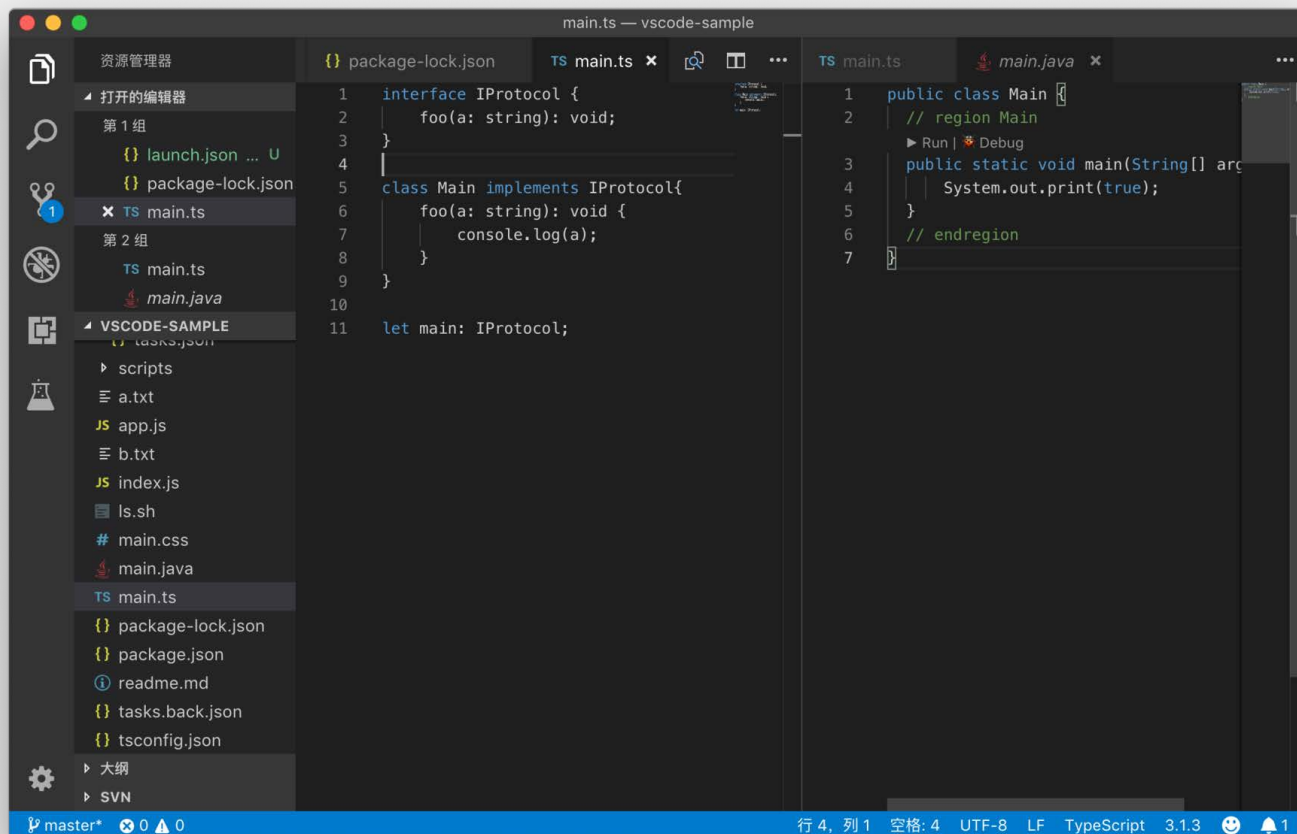 main.ts — vscode-sample
资源管理器
打开的编辑器
第 1 组
{} launch.json ... U
{} package-lock.json
× TS main.ts
第 2 组
TS main.ts
main.java
VSCODE-SAMPLE
{} tasks.json
scripts
a.txt
JS app.js
b.txt
JS index.js
ls.sh
# main.css
main.java
TS main.ts
{} package-lock.json
{} package.json
readme.md
{} tasks.back.json
{} tsconfig.json
大纲
SVN
1
{} package-lock.json TS main.ts ×
1 interface IProtocol {
2 foo(a: string): void;
3 }
4
5 class Main implements IProtocol{
6 foo(a: string): void {
7 console.log(a);
8 }
9 }
10
11 let main: IProtocol;
TS main.ts main.java ×
1 public class Main {
2 // region Main
▶ Run | Debug
3 public static void main(String[] arg
4 System.out.print(true);
5 }
6 // endregion
7 }
master* 0 0 行 4，列 1 空格: 4 UTF-8 LF TypeScript 3.1.3 1